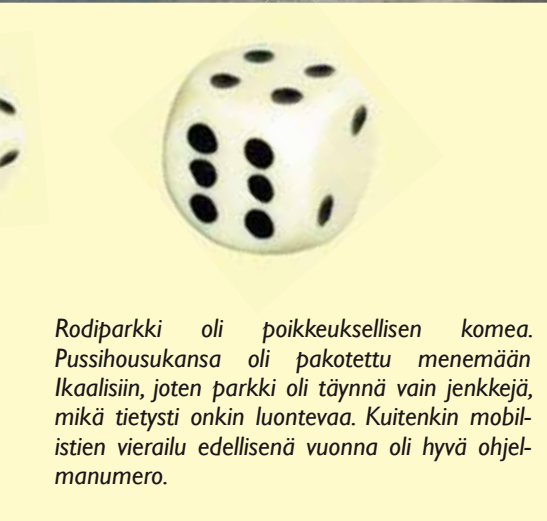 Rodiparkki oli poikkeuksellisen komea.
Pussihousukansa oli pakotettu menemään
Ikaalisiin, joten parkki oli täynnä vain jenkkejä,
mikä tietysti onkin luontevaa. Kuitenkin mobil-
istien vierailu edellisenä vuonna oli hyvä ohjel-
manumero.